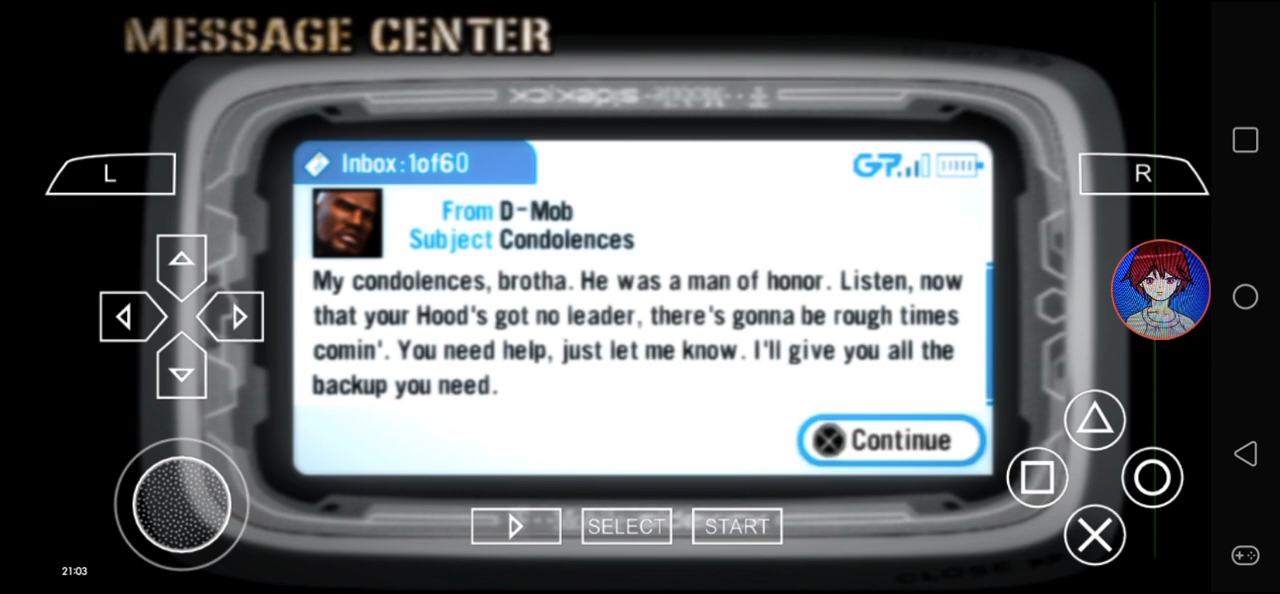 MESSAGE CENTER
sidekick
Inbox : 1of60
From D-Mob
Subject Condolences
My condolences, brotha. He was a man of honor. Listen, now
that your Hood's got no leader, there's gonna be rough times
comin'. You need help, just let me know. I'll give you all the
backup you need.
Continue
L
R
SELECT
START
21:03
CLOSE >>